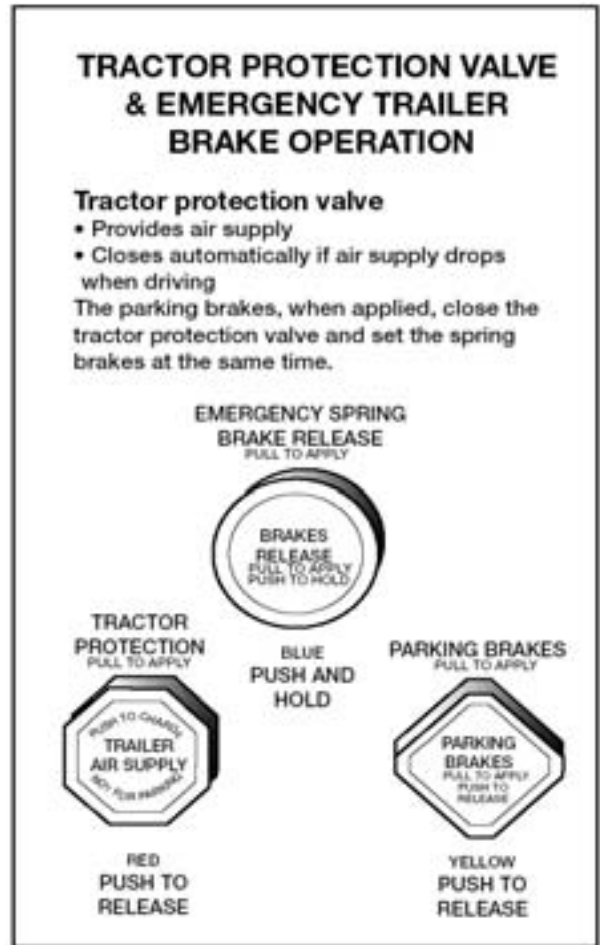 TRACTOR PROTECTION VALVE
& EMERGENCY TRAILER
BRAKE OPERATION
Tractor protection valve
• Provides air supply
• Closes automatically if air supply drops
when driving
The parking brakes, when applied, close the
tractor protection valve and set the spring
brakes at the same time.
EMERGENCY SPRING
BRAKE RELEASE
PULL TO APPLY
BRAKES
RELEASE
PULL TO APPLY
PUSH TO HOLD
BLUE
PUSH AND
HOLD
TRACTOR
PROTECTION
PULL TO APPLY
PUSH TO CHARGE
TRAILER
AIR SUPPLY
NOT FOR PARKING
RED
PUSH TO
RELEASE
PARKING BRAKES
PULL TO APPLY
PARKING
BRAKES
PULL TO APPLY
PUSH TO
RELEASE
YELLOW
PUSH TO
RELEASE